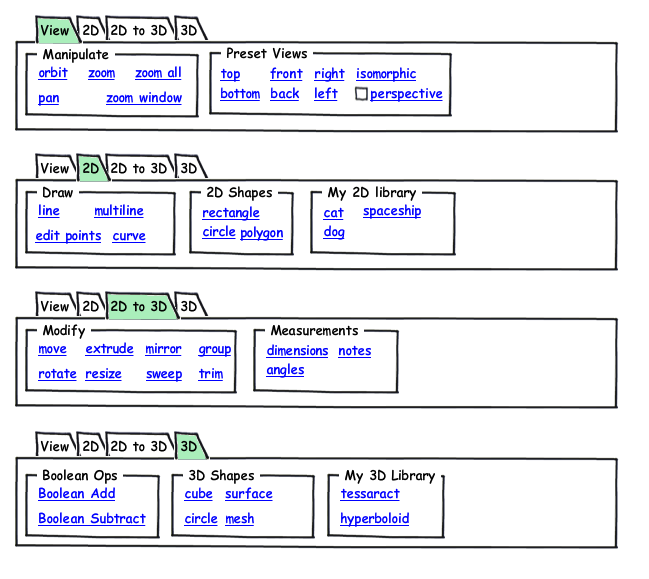 View 2D 2D to 3D 3D
Manipulate Preset Views
orbit zoom zoom all top front right isomorphic
pan zoom window bottom back left perspective
View 2D 2D to 3D 3D
Draw 2D Shapes My 2D library
line multiline rectangle cat spaceship
edit points curve circle polygon dog
View 2D 2D to 3D 3D
Modify Measurements
move extrude mirror group dimensions notes
rotate resize sweep trim angles
View 2D 2D to 3D 3D
Boolean Ops 3D Shapes My 3D Library
Boolean Add cube surface tessaract
Boolean Subtract circle mesh hyperboloid